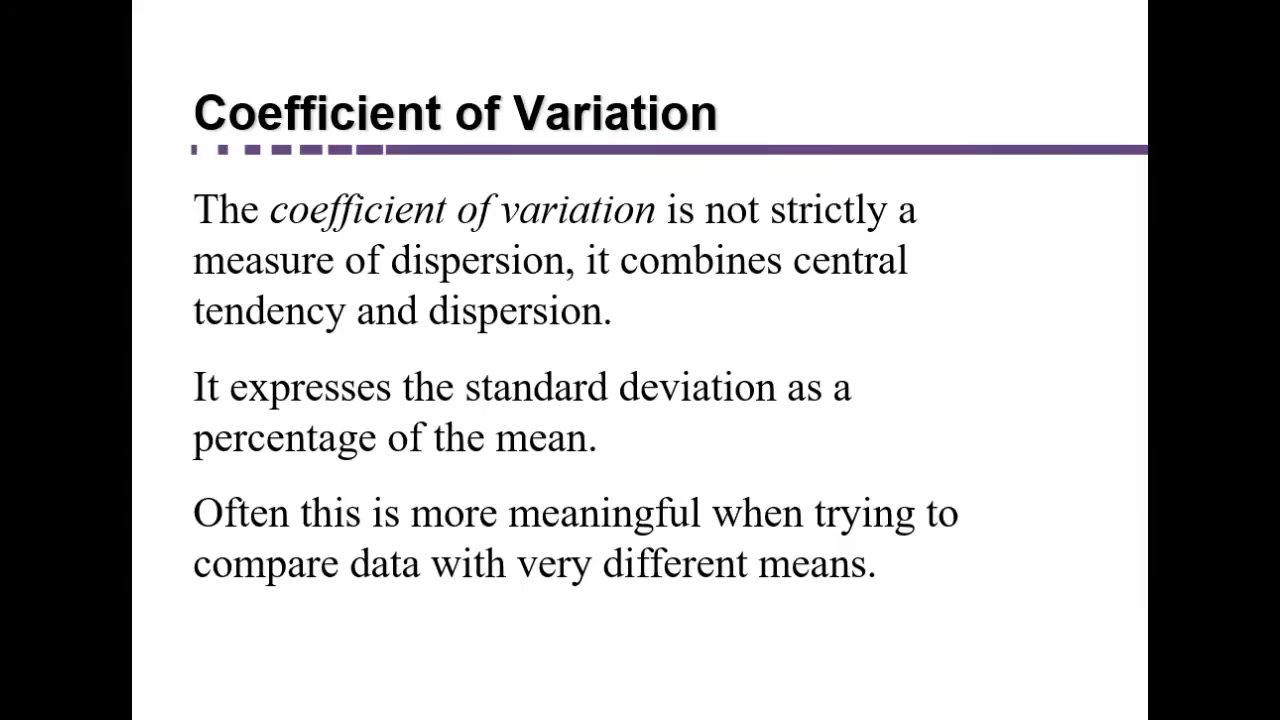 Coefficient of Variation
The coefficient of variation is not strictly a
measure of dispersion, it combines central
tendency and dispersion.
It expresses the standard deviation as a
percentage of the mean.
Often this is more meaningful when trying to
compare data with very different means.